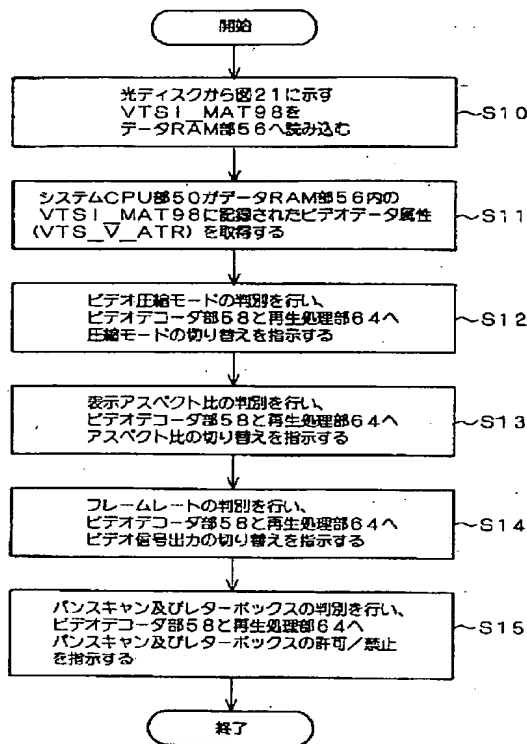 開始
光ディスクから図21に示す
VTSI_MAT98を
データRAM部56へ読み込む
~S10
システムCPU部50がデータRAM部56内の
VTSI_MAT98に記録されたビデオデータ属性
(VTS_V_ATR)を取得する
~S11
ビデオ圧縮モードの判別を行い、
ビデオデコーダ部58と再生処理部64へ
圧縮モードの切り替えを指示する
~S12
表示アスペクト比の判別を行い、
ビデオデコーダ部58と再生処理部64へ
アスペクト比の切り替えを指示する
~S13
フレームレートの判別を行い、
ビデオデコーダ部58と再生処理部64へ
ビデオ信号出力の切り替えを指示する
~S14
パンスキャン及びレターボックスの判別を行い、
ビデオデコーダ部58と再生処理部64へ
パンスキャン及びレターボックスの許可/禁止
を指示する
~S15
終了